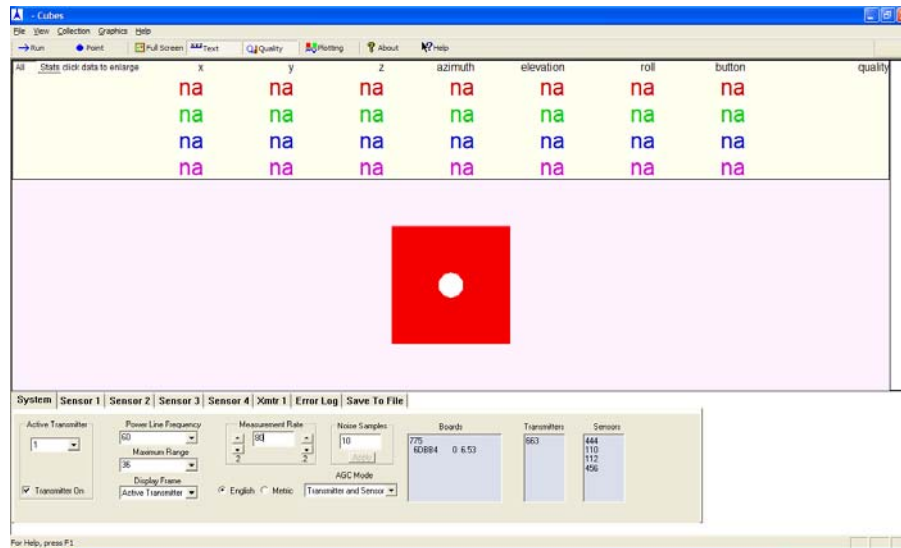 - Cubes
File View Collection Graphics Help
Run Point Full Screen Text Quality Plotting About Help
All Stats click data to enlarge x y z azimuth elevation roll button quality
na na na na na na na
na na na na na na na
na na na na na na na
na na na na na na na
System Sensor 1 Sensor 2 Sensor 3 Sensor 4 Xmtr 1 Error Log Save To File
Active Transmitter Power Line Frequency Measurement Rate Noise Samples Boards Transmitters Sensors
1 60 80 10 775 663 444
6DBB4 0 6.53 110
Maximum Range 2 2 Apply 112
36 456
Display Frame AGC Mode
Transmitter On Active Transmitter English Metric Transmitter and Sensor
For Help, press F1